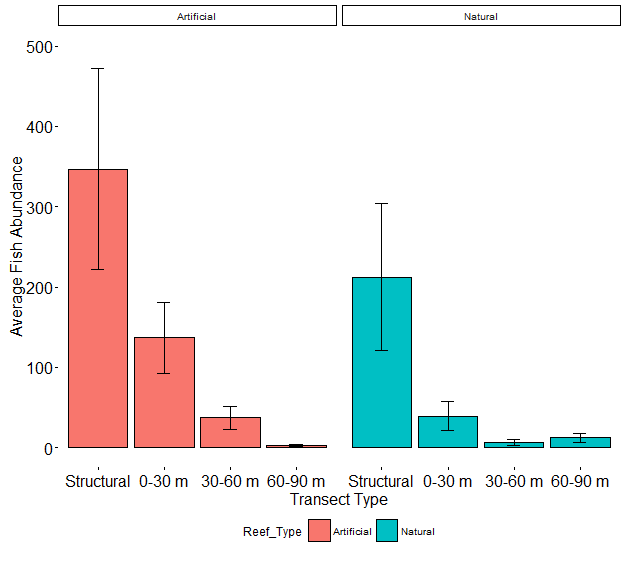 Artificial Natural
Average Fish Abundance
500
400
300
200
100
0
Structural 0-30 m 30-60 m 60-90 m Structural 0-30 m 30-60 m 60-90 m
Transect Type
Reef_Type Artificial Natural